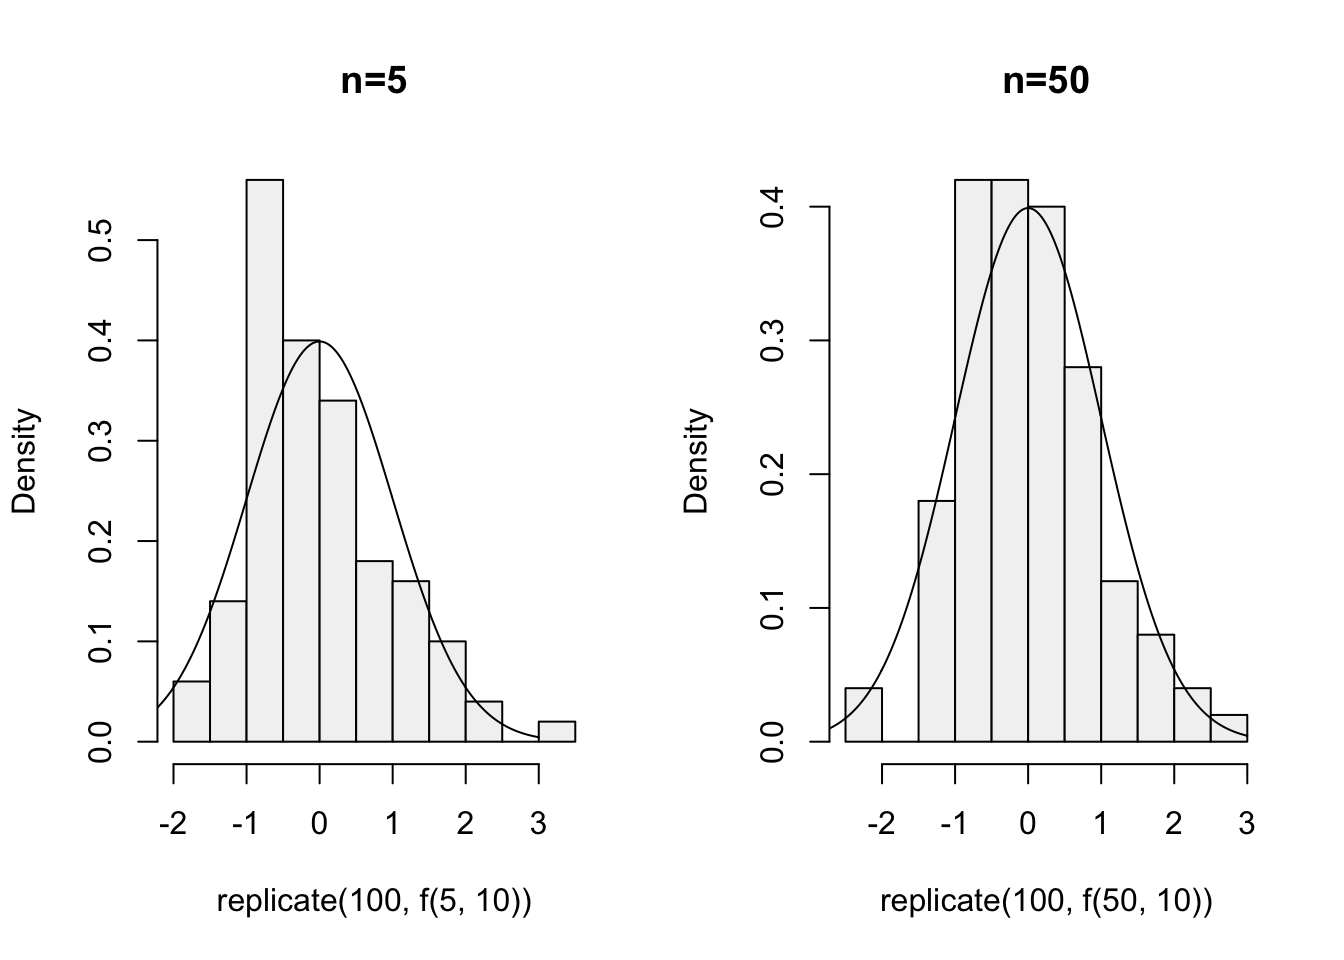 n=5
Density
0.0 0.1 0.2 0.3 0.4 0.5
-2 -1 0 1 2 3
replicate(100, f(5, 10))
n=50
Density
0.0 0.1 0.2 0.3 0.4
-2 -1 0 1 2 3
replicate(100, f(50, 10))